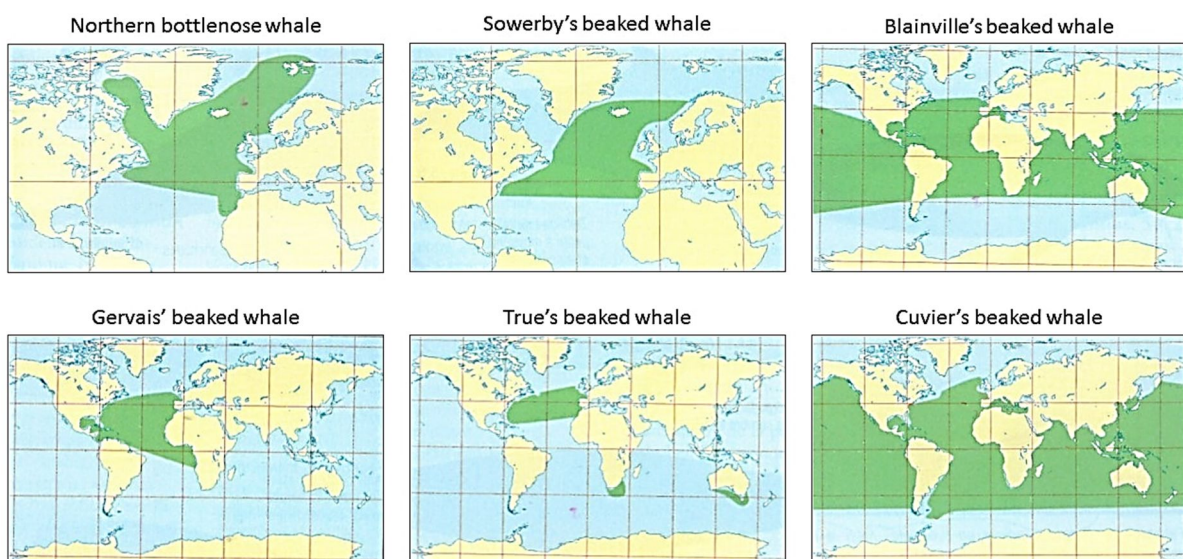 Northern bottlenose whale
Sowerby's beaked whale
Blainville's beaked whale
Gervais' beaked whale
True's beaked whale
Cuvier's beaked whale